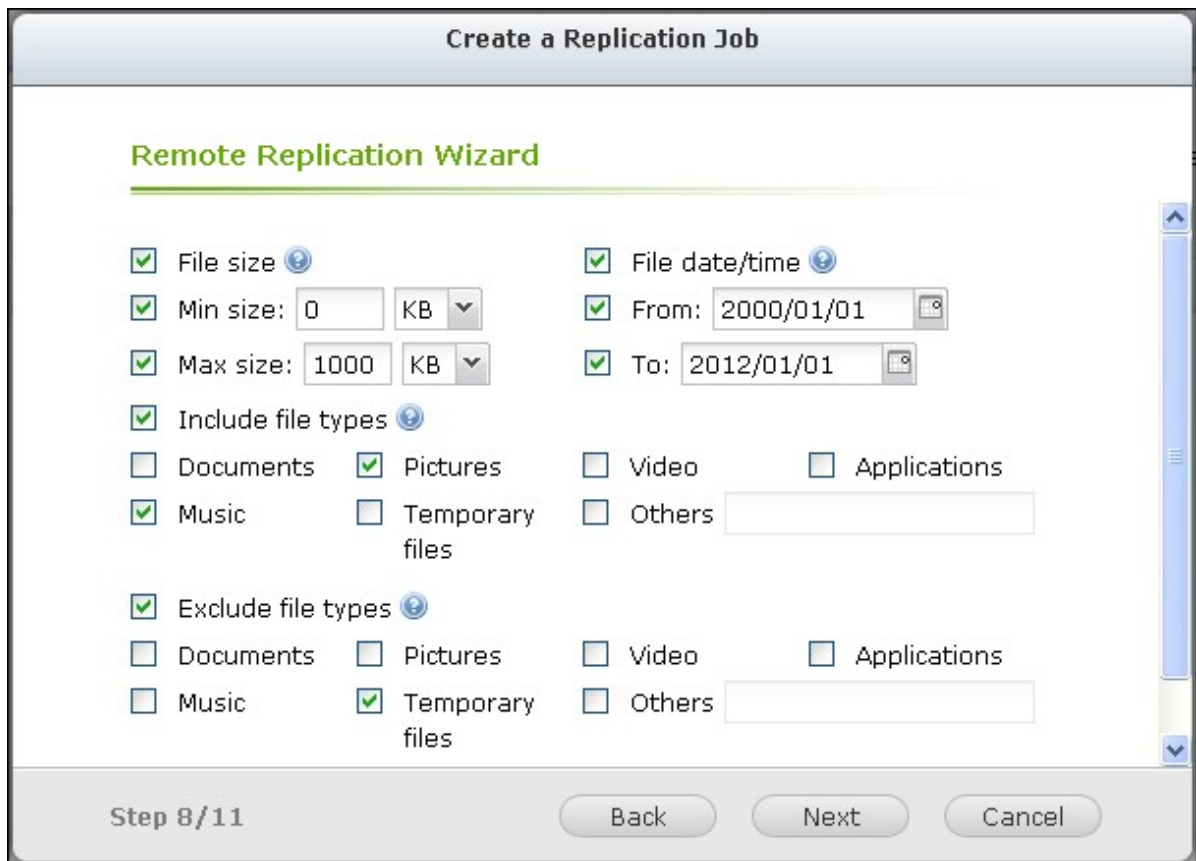 Create a Replication Job
Remote Replication Wizard
File size File date/time
Min size: 0 KB From: 2000/01/01
Max size: 1000 KB To: 2012/01/01
Include file types
Documents Pictures Video Applications
Music Temporary Others
files
Exclude file types
Documents Pictures Video Applications
Music Temporary Others
files
Step 8/11 Back Next Cancel